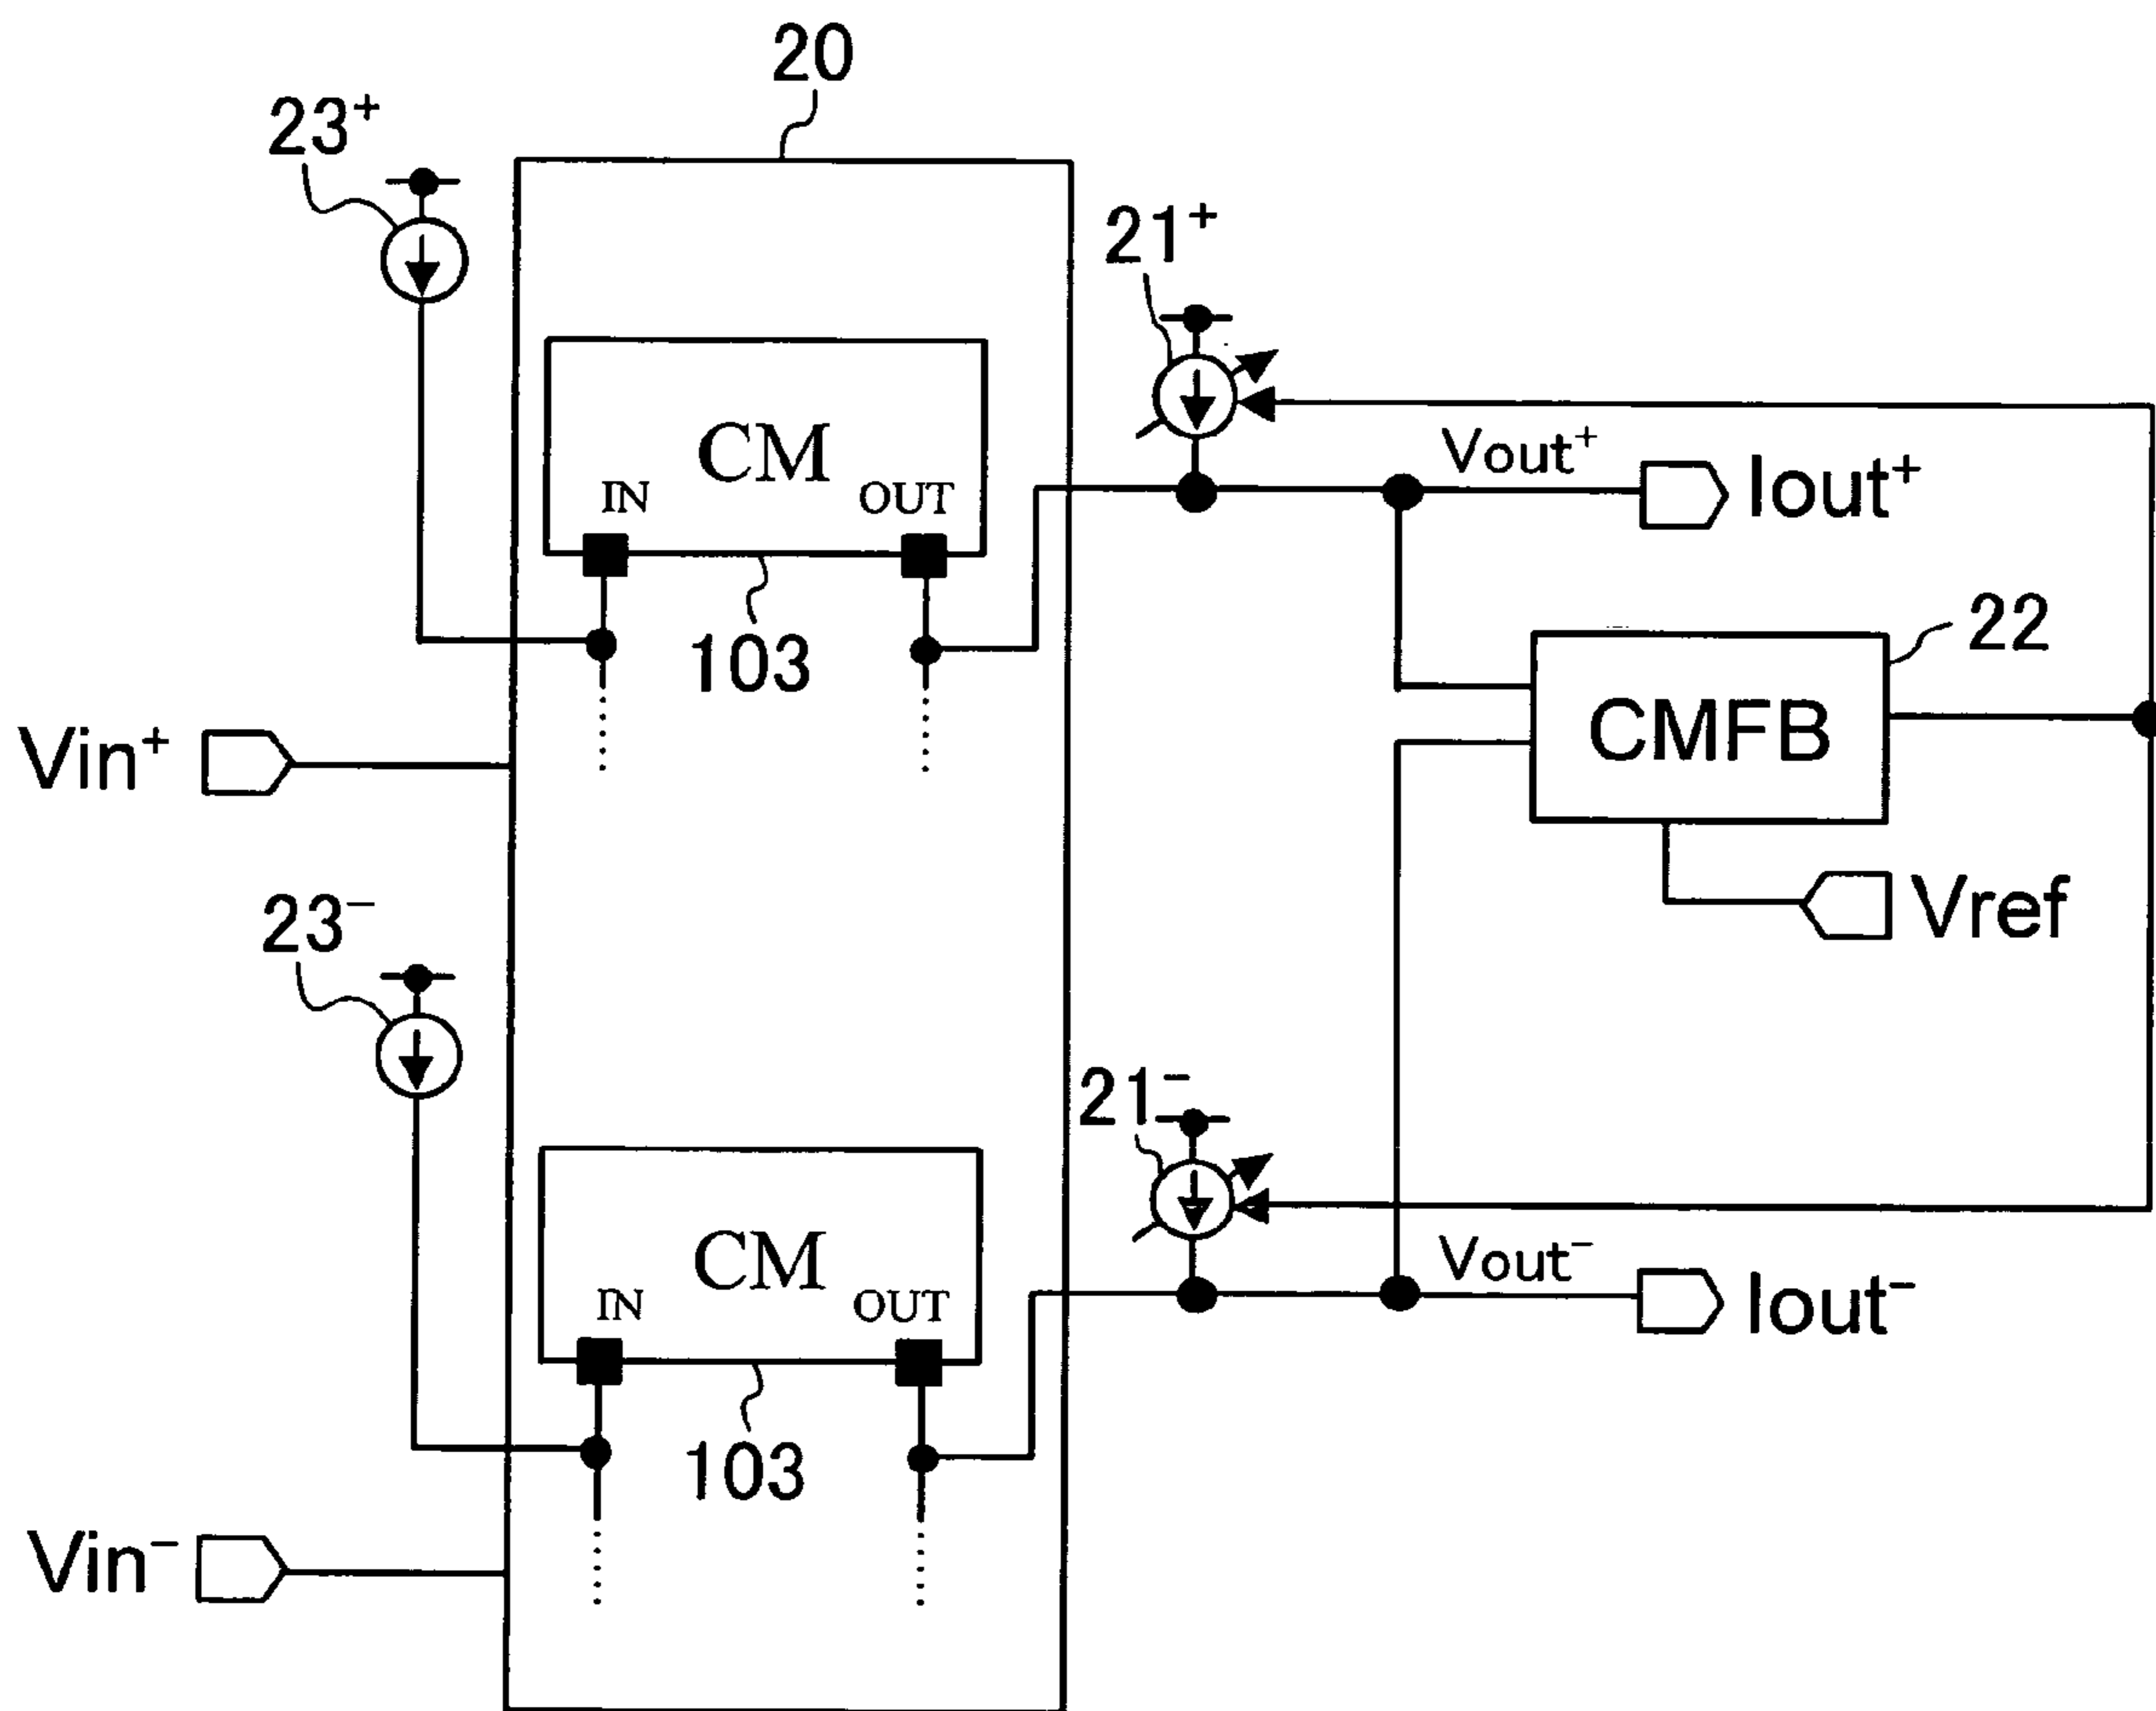 20
23⁺
21⁺
CM
IN
OUT
103
Vout⁺
Iout⁺
22
CMFB
Vin⁺
Vref
23⁻
21⁻
CM
IN
OUT
103
Vout⁻
Iout⁻
Vin⁻